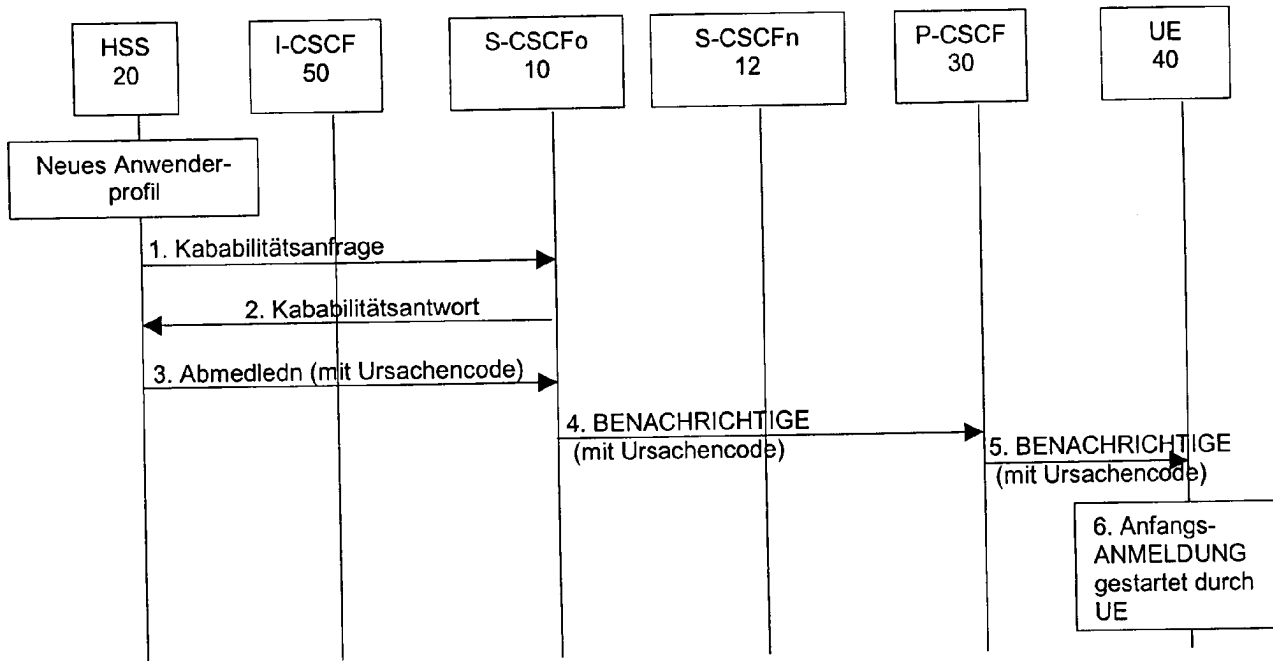 HSS
20
I-CSCF
50
S-CSCFo
10
S-CSCFn
12
P-CSCF
30
UE
40
Neues Anwender-
profil
1. Kababilitätsanfrage
2. Kababilitätsantwort
3. Abmedledn (mit Ursachencode)
4. BENACHRICHTIGE
(mit Ursachencode)
5. BENACHRICHTIGE
(mit Ursachencode)
6. Anfangs-
ANMELDUNG
gestartet durch
UE